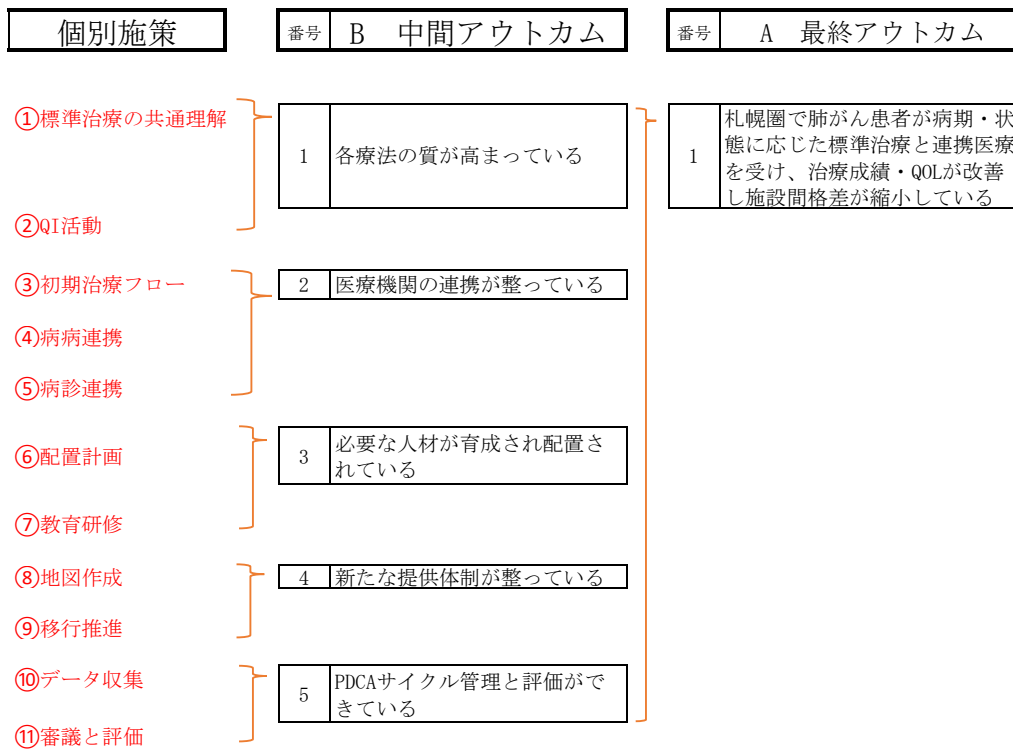 個別施策
番号 B 中間アウトカム
番号 A 最終アウトカム
①標準治療の共通理解
②QI活動
1 各療法の質が高まっている
1 札幌圏で肺がん患者が病期・状
態に応じた標準治療と連携医療
を受け、治療成績・QOLが改善
し施設間格差が縮小している
③初期治療フロー
④病病連携
⑤病診連携
2 医療機関の連携が整っている
⑥配置計画
⑦教育研修
3 必要な人材が育成され配置さ
れている
⑧地図作成
⑨移行推進
4 新たな提供体制が整っている
⑩データ収集
⑪審議と評価
5 PDCAサイクル管理と評価がで
きている